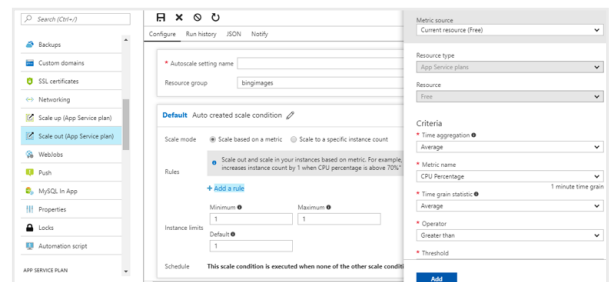 Search (Ctrl+/)
Backups
Custom domains
SSL certificates
Networking
Scale up (App Service plan)
Scale out (App Service plan)
WebJobs
Push
MySQL In App
Properties
Locks
Automation script
APP SERVICE PLAN
Configure Run history JSON Notify
* Autoscale setting name
Resource group bingimages
Default Auto created scale condition
Scale mode Scale based on a metric Scale to a specific instance count
Rules
Scale out and scale in your instances based on metric. For example,
increases instance count by 1 when CPU percentage is above 70%"
+ Add a rule
Instance limits
Minimum Maximum
1 1
Default
1
Schedule This scale condition is executed when none of the other scale conditi
Metric source
Current resource (Free)
Resource type
App Service plans
Resource
Free
Criteria
* Time aggregation
Average
* Metric name
CPU Percentage
1 minute time grain
* Time grain statistic
Average
* Operator
Greater than
* Threshold
Add